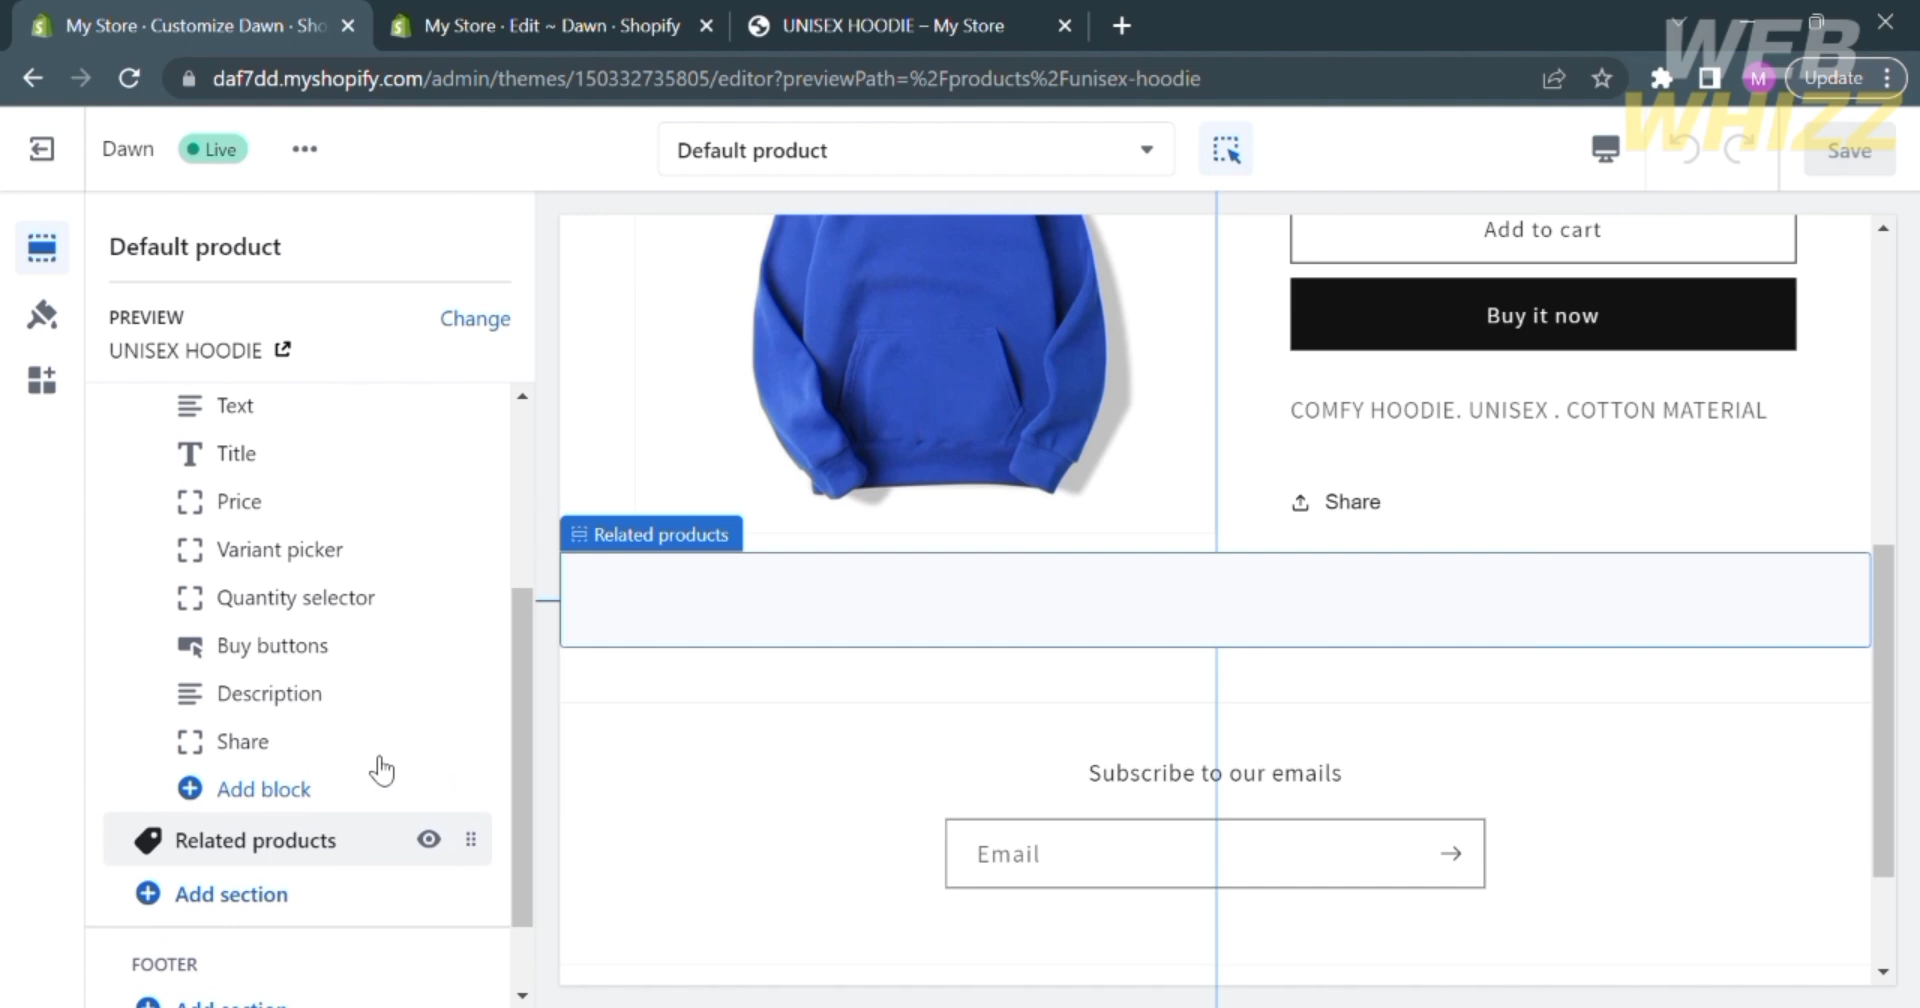 My Store · Customize Dawn · Sho
My Store · Edit ~ Dawn · Shopify
UNISEX HOODIE – My Store
WEB
WHIZZ
daf7dd.myshopify.com/admin/themes/150332735805/editor?previewPath=%2Fproducts%2Funisex-hoodie
M
Update
Dawn
Live
Default product
Save
Default product
PREVIEW
Change
UNISEX HOODIE
Text
Title
Price
Variant picker
Quantity selector
Buy buttons
Description
Share
Add block
Related products
Add section
FOOTER
Add section
Add to cart
Buy it now
COMFY HOODIE. UNISEX . COTTON MATERIAL
Share
Related products
Subscribe to our emails
Email